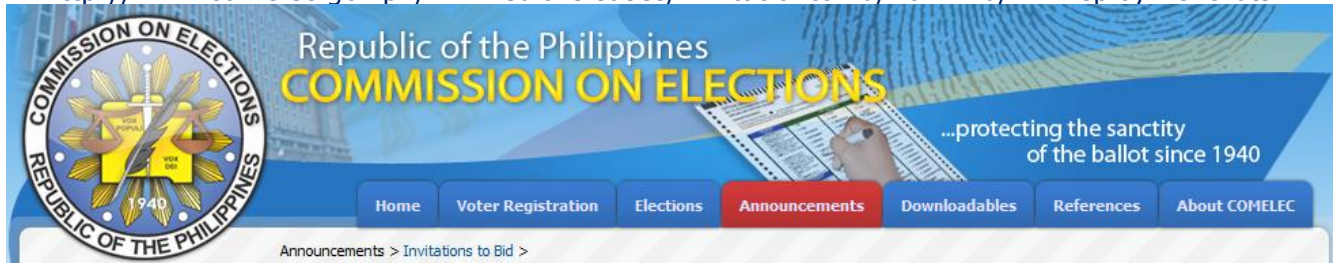 Republic of the Philippines
COMMISSION ON ELECTIONS
COMMISSION ON ELECTIONS
REPUBLIC OF THE PHILIPPINES
VOX POPULI
VOX DEI
1940
...protecting the sanctity
of the ballot since 1940
Home Voter Registration Elections Announcements Downloadables References About COMELEC
Announcements > Invitations to Bid >